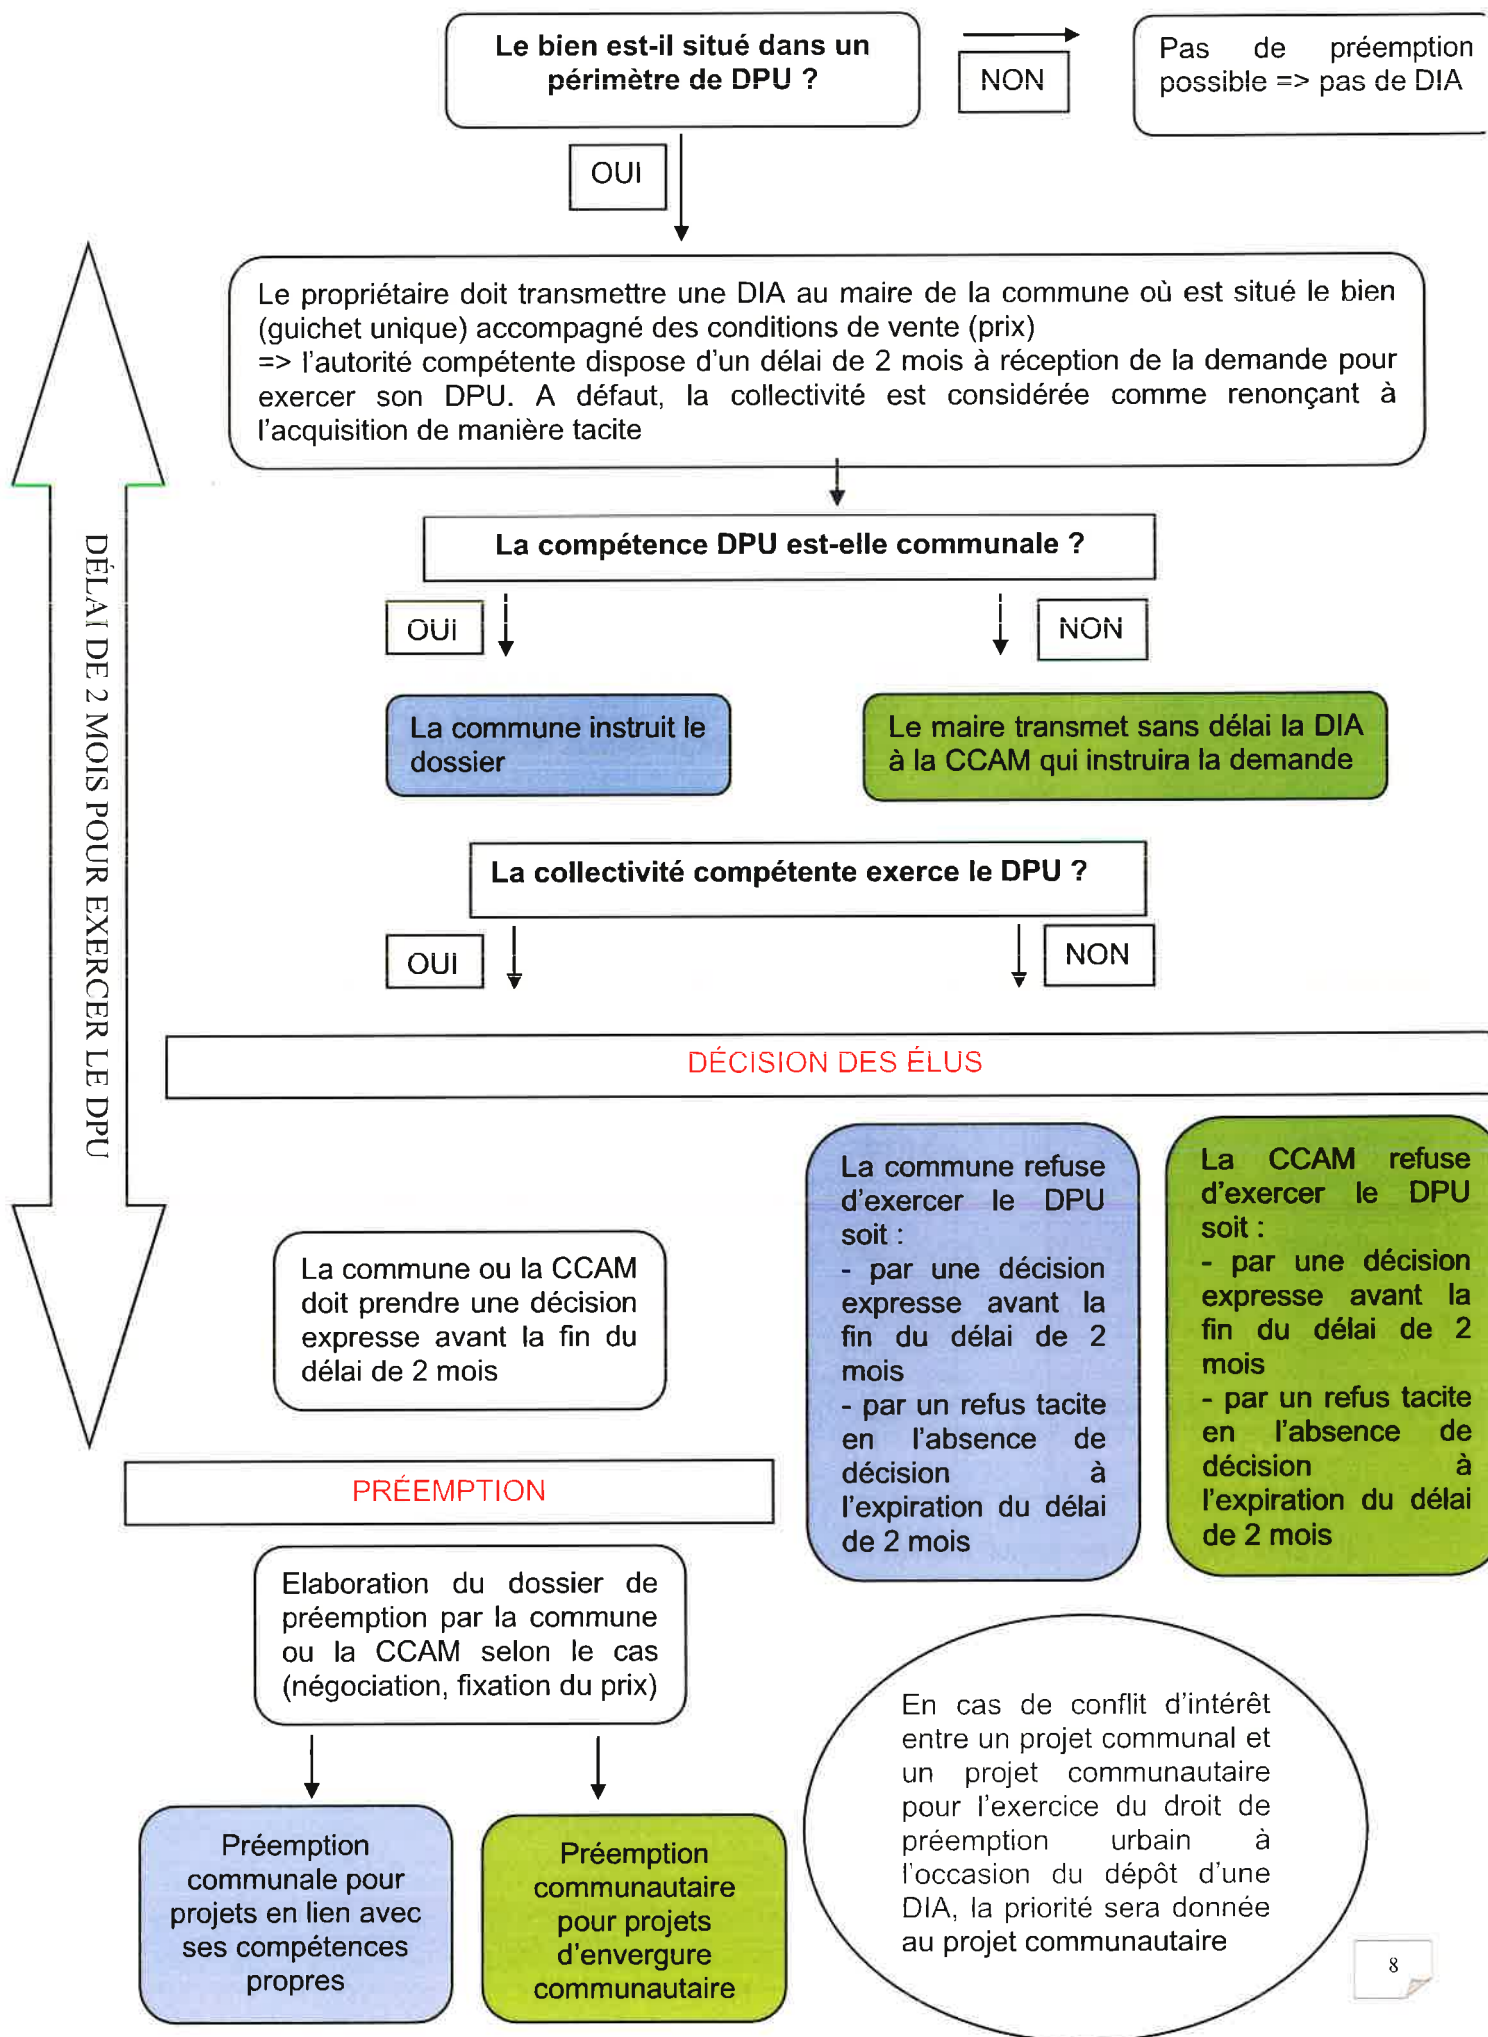 Le bien est-il situé dans un
périmètre de DPU ?
NON
Pas de préemption
possible => pas de DIA
OUI
Le propriétaire doit transmettre une DIA au maire de la commune où est situé le bien
(guichet unique) accompagné des conditions de vente (prix)
=> l'autorité compétente dispose d'un délai de 2 mois à réception de la demande pour
exercer son DPU. A défaut, la collectivité est considérée comme renonçant à
l'acquisition de manière tacite
DÉLAI DE 2 MOIS POUR EXERCER LE DPU
La compétence DPU est-elle communale ?
OUI
NON
La commune instruit le
dossier
Le maire transmet sans délai la DIA
à la CCAM qui instruira la demande
La collectivité compétente exerce le DPU ?
OUI
NON
DÉCISION DES ÉLUS
La commune ou la CCAM
doit prendre une décision
expresse avant la fin du
délai de 2 mois
La commune refuse
d'exercer le DPU
soit :
- par une décision
expresse avant la
fin du délai de 2
mois
- par un refus tacite
en l'absence de
décision à
l'expiration du délai
de 2 mois
La CCAM refuse
d'exercer le DPU
soit :
- par une décision
expresse avant la
fin du délai de 2
mois
- par un refus tacite
en l'absence de
décision à
l'expiration du délai
de 2 mois
PRÉEMPTION
Elaboration du dossier de
préemption par la commune
ou la CCAM selon le cas
(négociation, fixation du prix)
Préemption
communale pour
projets en lien avec
ses compétences
propres
Préemption
communautaire
pour projets
d'envergure
communautaire
En cas de conflit d'intérêt
entre un projet communal et
un projet communautaire
pour l'exercice du droit de
préemption urbain à
l'occasion du dépôt d'une
DIA, la priorité sera donnée
au projet communautaire
8